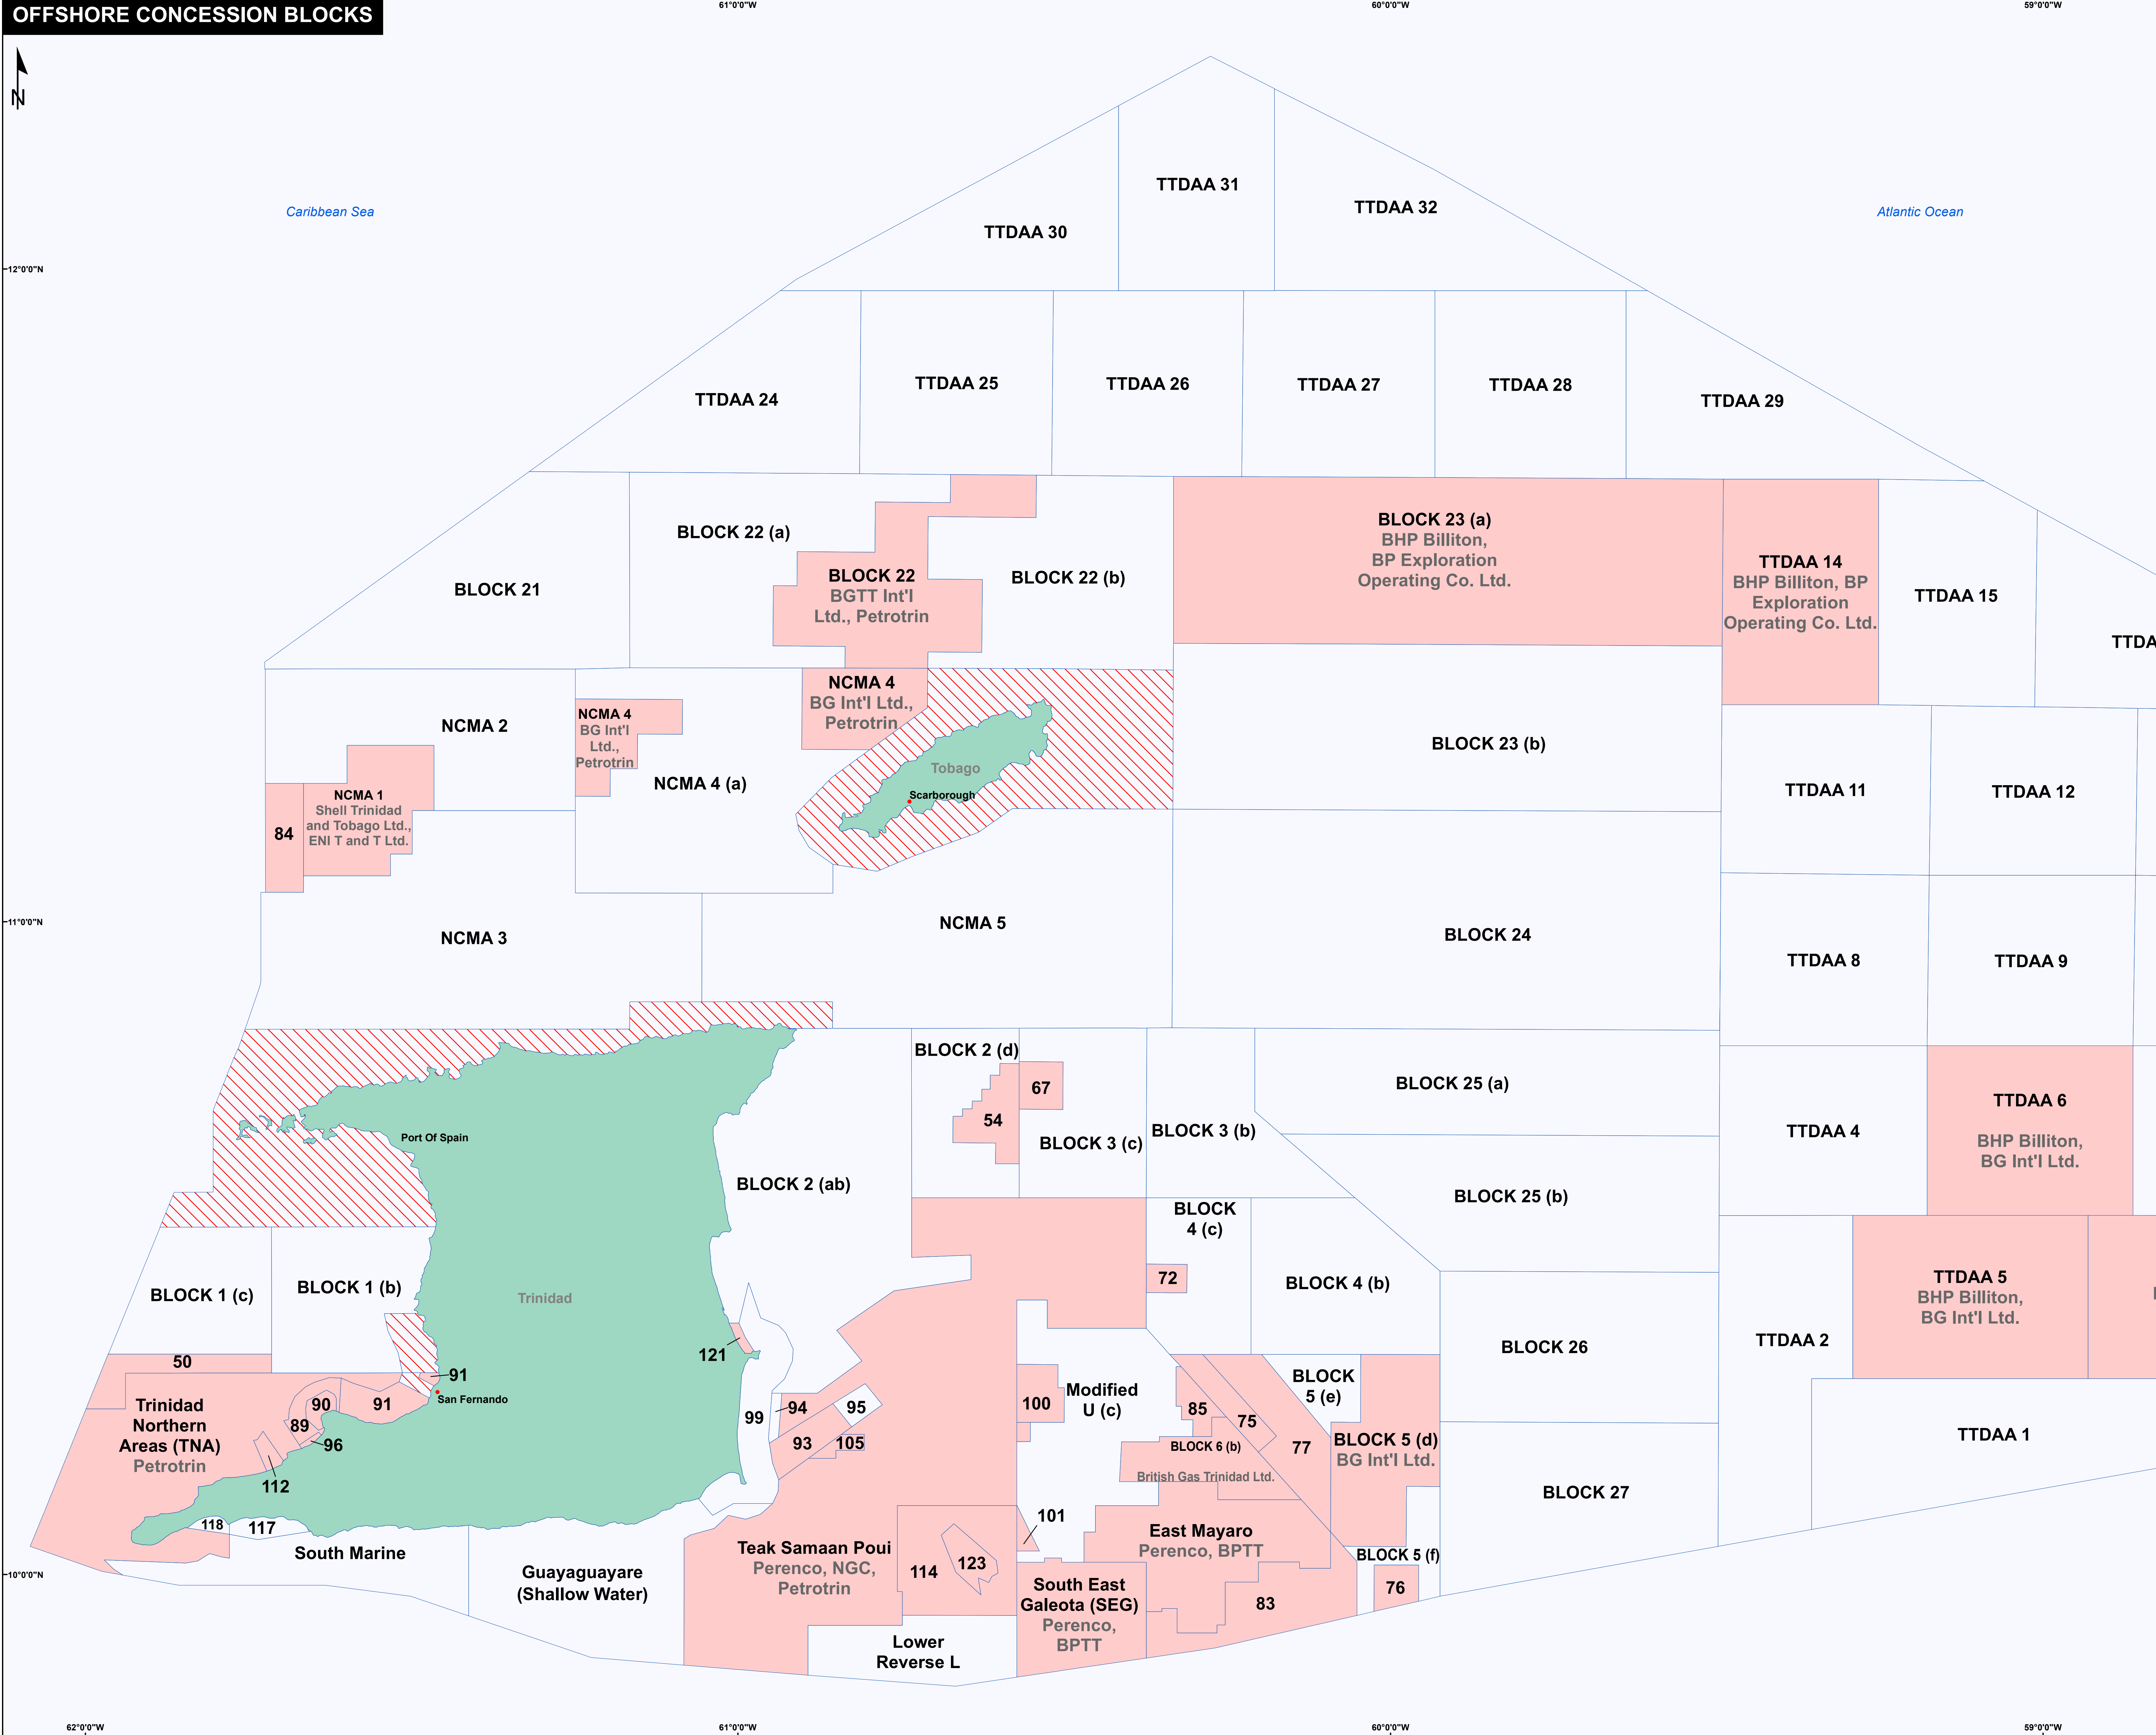 OFFSHORE CONCESSION BLOCKS
61°0'0"W
60°0'0"W
59°0'0"W
N
Caribbean Sea
Atlantic Ocean
TTDAA 31
TTDAA 32
TTDAA 30
12°0'0"N
TTDAA 24
TTDAA 25
TTDAA 26
TTDAA 27
TTDAA 28
TTDAA 29
BLOCK 21
BLOCK 22 (a)
BLOCK 22
BGTT Int'l
Ltd., Petrotrin
BLOCK 22 (b)
BLOCK 23 (a)
BHP Billiton,
BP Exploration
Operating Co. Ltd.
TTDAA 14
BHP Billiton, BP
Exploration
Operating Co. Ltd.
TTDAA 15
TTDA
NCMA 2
NCMA 4
BG Int'l
Ltd.,
Petrotrin
NCMA 4 (a)
NCMA 4
BG Int'l Ltd.,
Petrotrin
Tobago
Scarborough
BLOCK 23 (b)
TTDAA 11
TTDAA 12
84
NCMA 1
Shell Trinidad
and Tobago Ltd.,
ENI T and T Ltd.
11°0'0"N
NCMA 3
NCMA 5
BLOCK 24
TTDAA 8
TTDAA 9
Port Of Spain
Trinidad
BLOCK 2 (ab)
BLOCK 2 (d)
54
67
BLOCK 3 (c)
BLOCK 3 (b)
BLOCK 25 (a)
BLOCK 25 (b)
TTDAA 4
TTDAA 6
BHP Billiton,
BG Int'l Ltd.
BLOCK 1 (c)
BLOCK 1 (b)
BLOCK
4 (c)
72
BLOCK 4 (b)
BLOCK 26
TTDAA 2
TTDAA 5
BHP Billiton,
BG Int'l Ltd.
50
91
San Fernando
121
Trinidad
Northern
Areas (TNA)
Petrotrin
90
89
91
96
112
99
94
95
93
105
100
Modified
U (c)
85
75
77
BLOCK
5 (e)
BLOCK 5 (d)
BG Int'l Ltd.
BLOCK 6 (b)
British Gas Trinidad Ltd.
BLOCK 27
TTDAA 1
118
117
South Marine
Guayaguayare
(Shallow Water)
Teak Samaan Poui
Perenco, NGC,
Petrotrin
114
123
101
East Mayaro
Perenco, BPTT
BLOCK 5 (f)
76
83
South East
Galeota (SEG)
Perenco,
BPTT
Lower
Reverse L
10°0'0"N
62°0'0"W
61°0'0"W
60°0'0"W
59°0'0"W